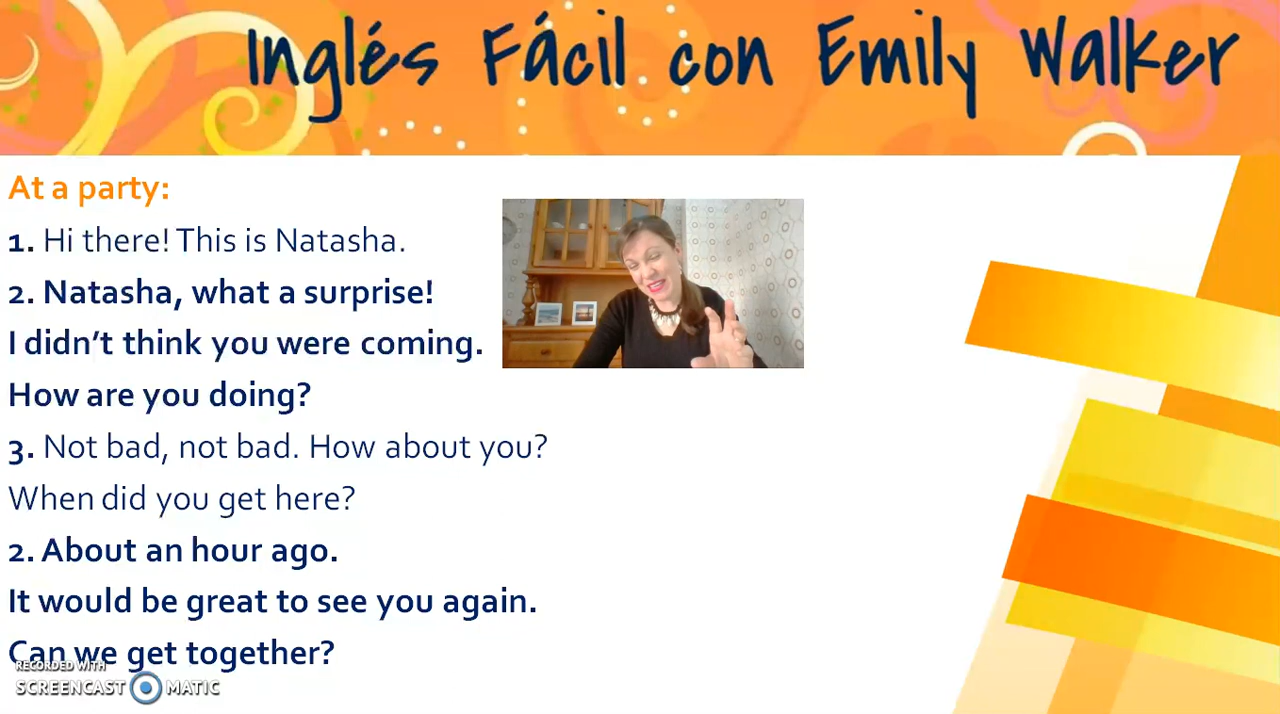 Inglés Fácil con Emily Walker
At a party:
1. Hi there! This is Natasha.
2. Natasha, what a surprise!
I didn’t think you were coming.
How are you doing?
3. Not bad, not bad. How about you?
When did you get here?
2. About an hour ago.
It would be great to see you again.
Can we get together?
RECORDED WITH
SCREENCAST MATIC